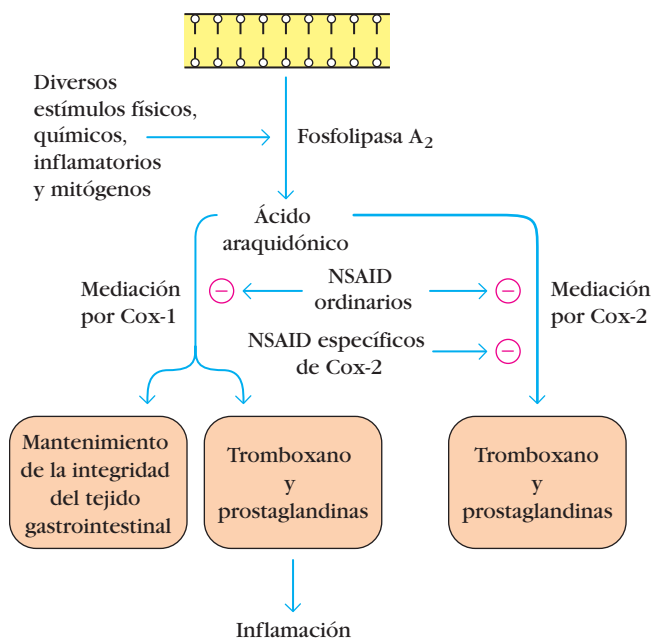 Diversos
estímulos físicos,
químicos,
inflamatorios
y mitógenos
Fosfolipasa A2
Ácido
araquidónico
Mediación
por Cox-1
NSAID
ordinarios
Mediación
por Cox-2
NSAID específicos
de Cox-2
Mantenimiento
de la integridad
del tejido
gastrointestinal
Tromboxano
y
prostaglandinas
Tromboxano
y
prostaglandinas
Inflamación